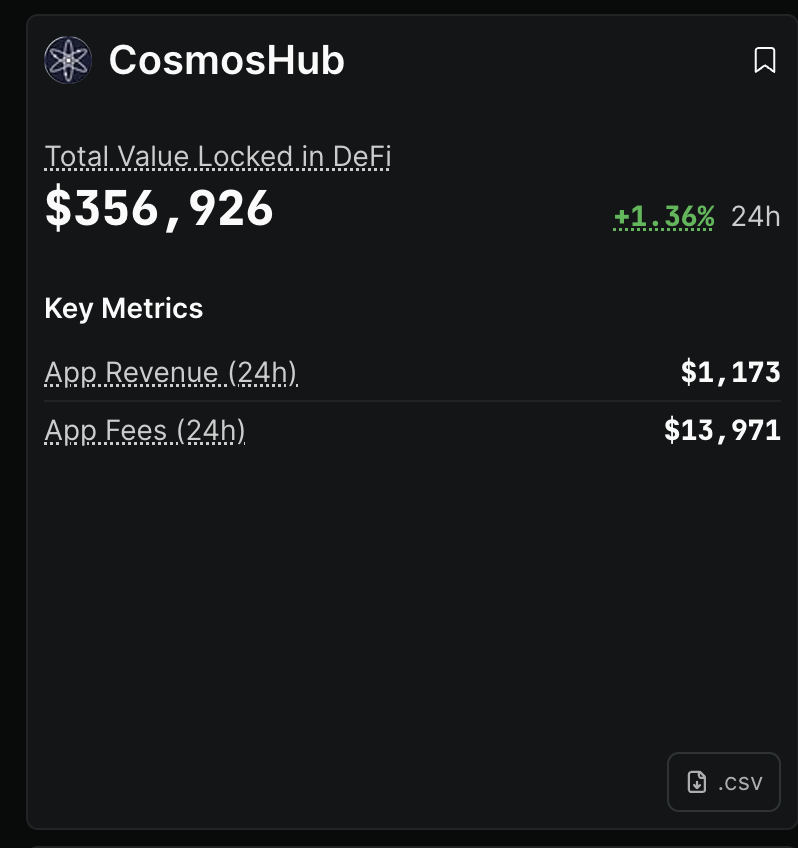 CosmosHub
Total Value Locked in DeFi
$356,926
+1.36% 24h
Key Metrics
App Revenue (24h) $1,173
App Fees (24h) $13,971
.csv